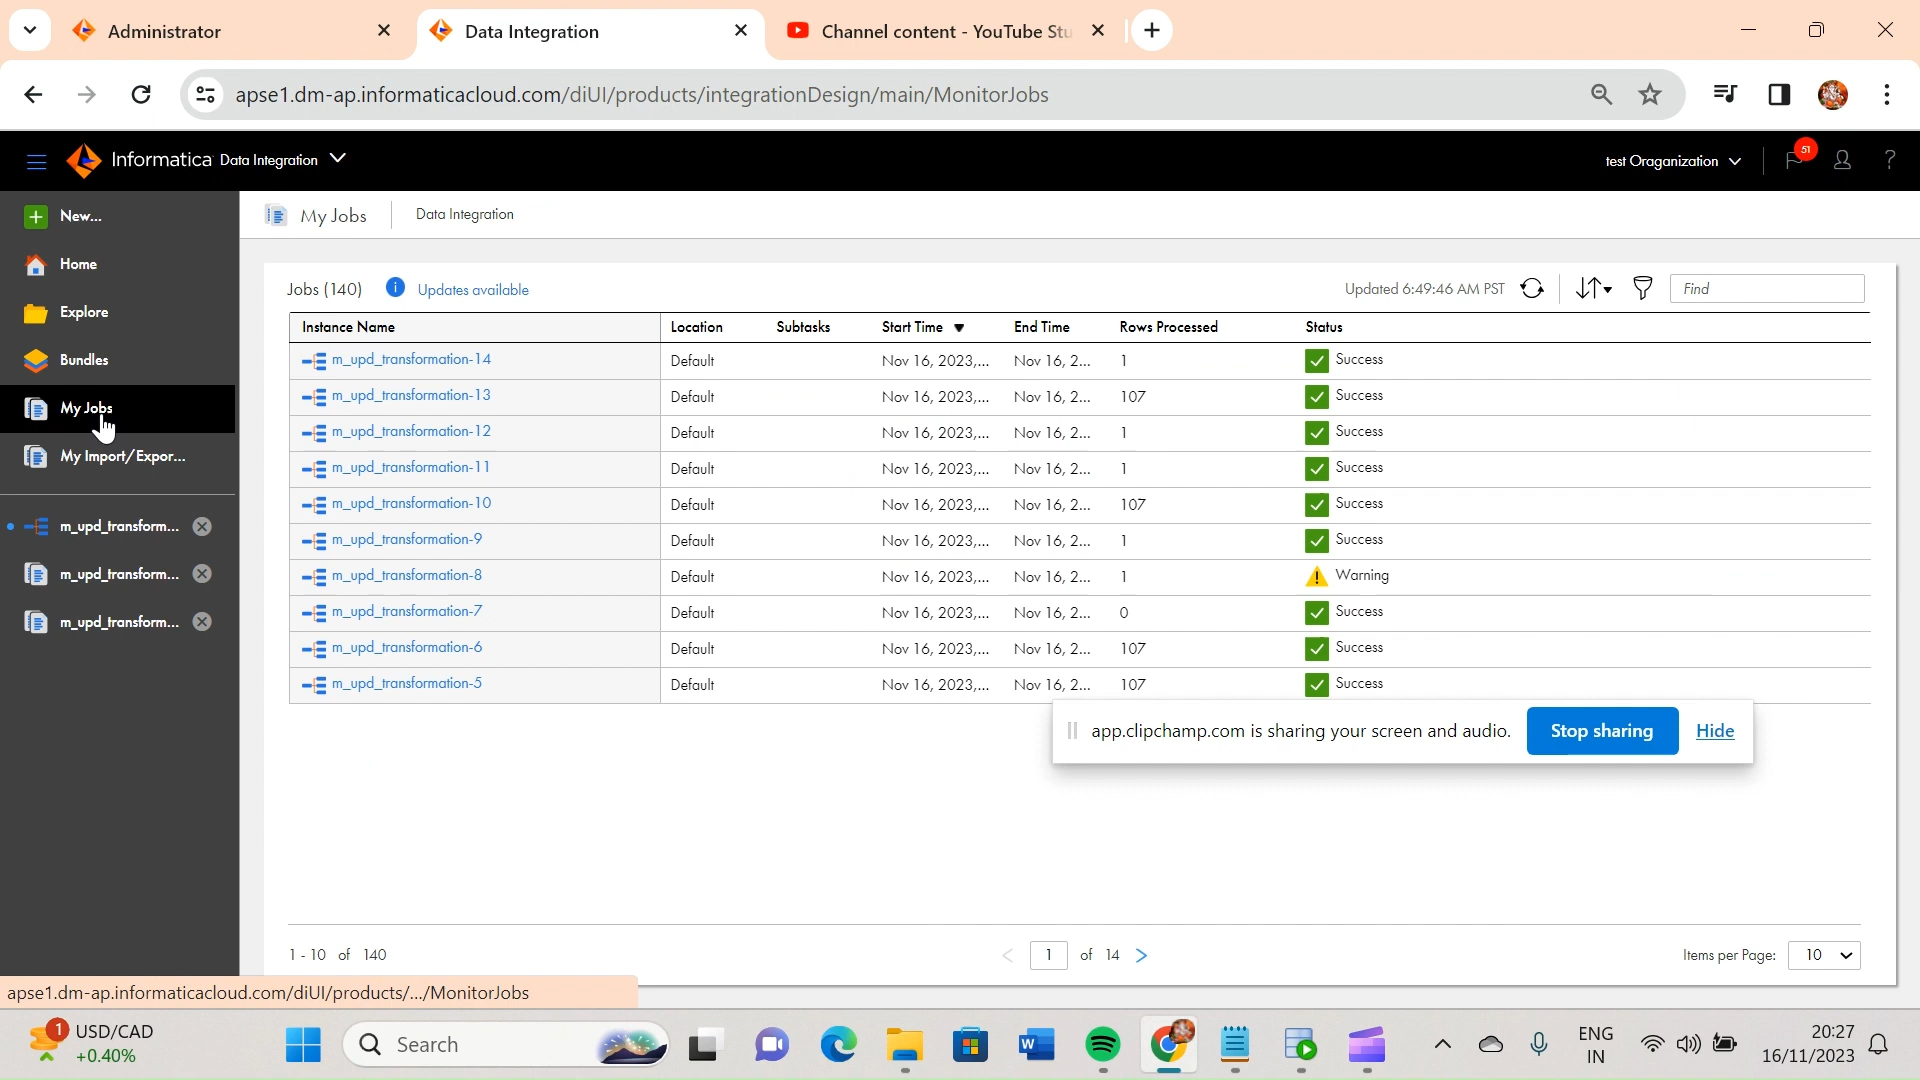 Administrator
Data Integration
Channel content - YouTube Stu
apse1.dm-ap.informaticacloud.com/diUI/products/integrationDesign/main/MonitorJobs
Informatica Data Integration
test Oraganization
51
?
New...
Home
Explore
Bundles
My Jobs
My Import/Expor...
m_upd_transform...
m_upd_transform...
m_upd_transform...
My Jobs Data Integration
Jobs (140) Updates available
Updated 6:49:46 AM PST
Find
Instance Name Location Subtasks Start Time End Time Rows Processed Status
m_upd_transformation-14 Default Nov 16, 2023,... Nov 16, 2... 1 Success
m_upd_transformation-13 Default Nov 16, 2023,... Nov 16, 2... 107 Success
m_upd_transformation-12 Default Nov 16, 2023,... Nov 16, 2... 1 Success
m_upd_transformation-11 Default Nov 16, 2023,... Nov 16, 2... 1 Success
m_upd_transformation-10 Default Nov 16, 2023,... Nov 16, 2... 107 Success
m_upd_transformation-9 Default Nov 16, 2023,... Nov 16, 2... 1 Success
m_upd_transformation-8 Default Nov 16, 2023,... Nov 16, 2... 1 Warning
m_upd_transformation-7 Default Nov 16, 2023,... Nov 16, 2... 0 Success
m_upd_transformation-6 Default Nov 16, 2023,... Nov 16, 2... 107 Success
m_upd_transformation-5 Default Nov 16, 2023,... Nov 16, 2... 107 Success
app.clipchamp.com is sharing your screen and audio. Stop sharing Hide
1 - 10 of 140
1 of 14
Items per Page: 10
apse1.dm-ap.informaticacloud.com/diUI/products/.../MonitorJobs
1
USD/CAD
+0.40%
Search
W
ENG
IN
20:27
16/11/2023